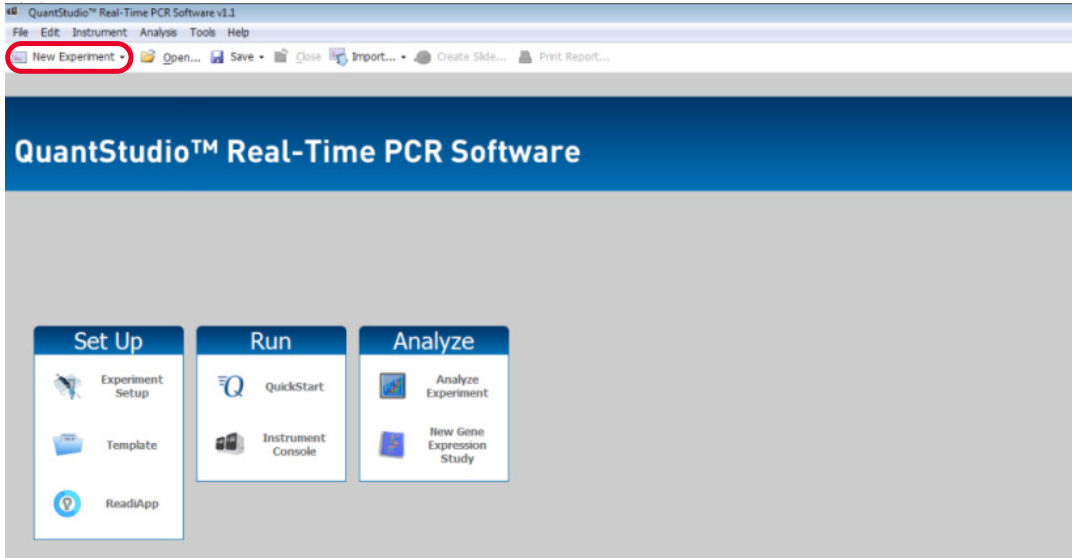 QuantStudio™ Real-Time PCR Software v1.1
File Edit Instrument Analysis Tools Help
New Experiment Open... Save Close Import... Create Slide... Print Report...
QuantStudio™ Real-Time PCR Software
Set Up
Experiment
Setup
Template
ReadiApp
Run
QuickStart
Instrument
Console
Analyze
Analyze
Experiment
New Gene
Expression
Study